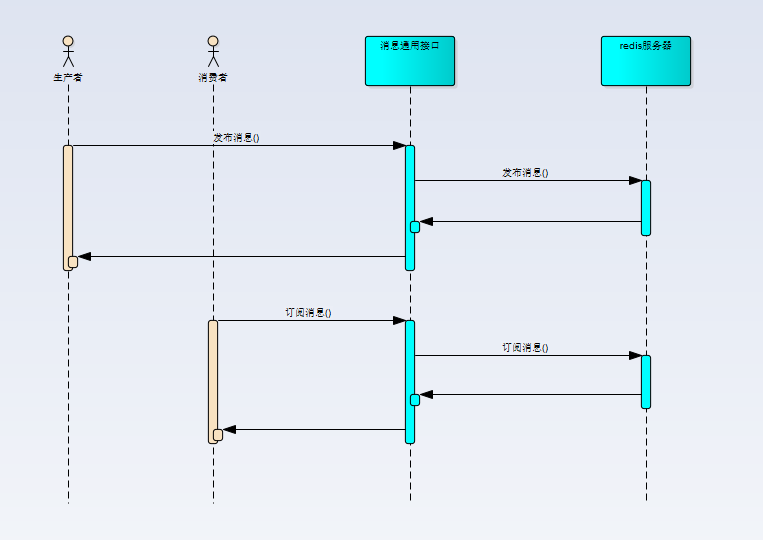 生产者
消费者
消息通用接口
redis服务器
发布消息()
发布消息()
订阅消息()
订阅消息()